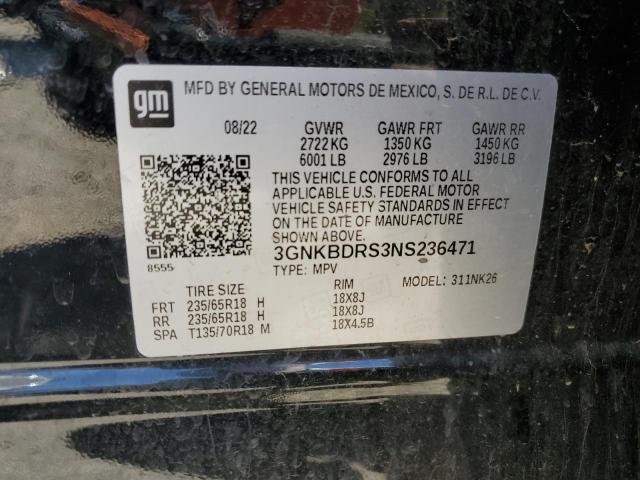 gm
MFD BY GENERAL MOTORS DE MEXICO, S. DE R.L. DE C.V.
08/22 GVWR GAWR FRT GAWR RR
2722 KG 1350 KG 1450 KG
6001 LB 2976 LB 3196 LB
THIS VEHICLE CONFORMS TO ALL
APPLICABLE U.S. FEDERAL MOTOR
VEHICLE SAFETY STANDARDS IN EFFECT
ON THE DATE OF MANUFACTURE
SHOWN ABOVE.
8555
3GNKBDRS3NS236471
TYPE: MPV MODEL: 311NK26
TIRE SIZE RIM
FRT 235/65R18 H 18X8J
RR 235/65R18 H 18X8J
SPA T135/70R18 M 18X4.5B